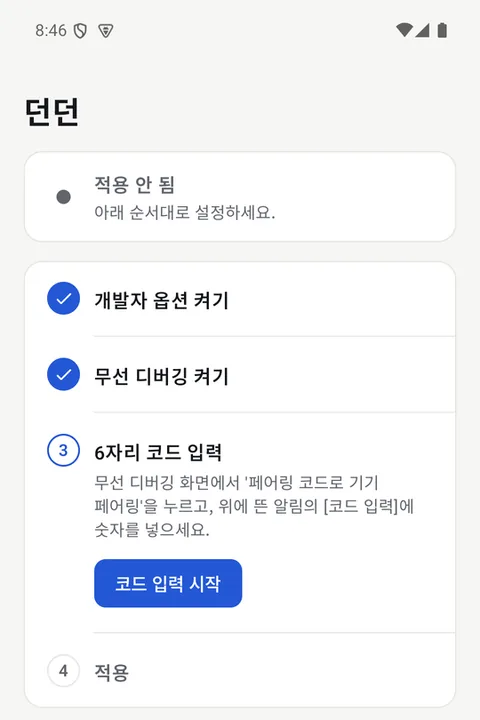 8:46
던던
적용 안 됨
아래 순서대로 설정하세요.
개발자 옵션 켜기
무선 디버깅 켜기
3
6자리 코드 입력
무선 디버깅 화면에서 '페어링 코드로 기기
페어링'을 누르고, 위에 뜬 알림의 [코드 입력]에
숫자를 넣으세요.
코드 입력 시작
4
적용